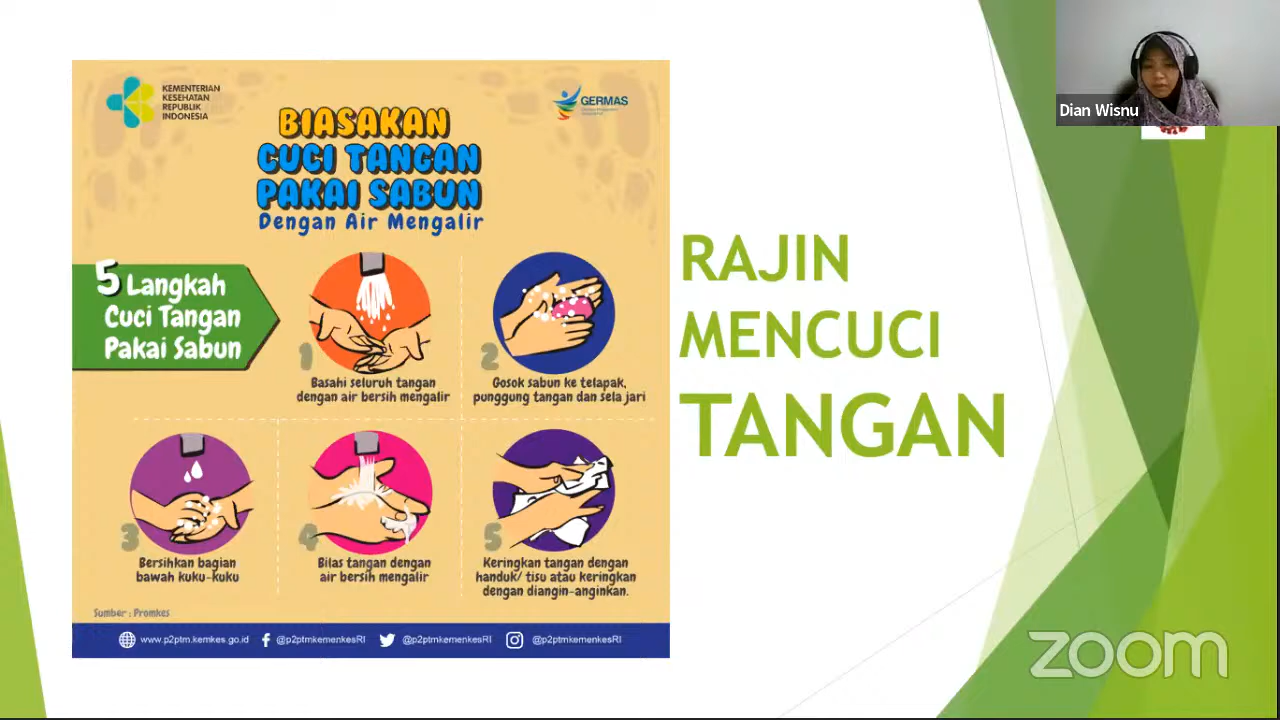 KEMENTERIAN
KESEHATAN
REPUBLIK
INDONESIA
GERMAS
BIASAKAN
CUCI TANGAN
PAKAI SABUN
Dengan Air Mengalir
5 Langkah
Cuci Tangan
Pakai Sabun
1
Basahi seluruh tangan
dengan air bersih mengalir
2
Gosok sabun ke telapak,
punggung tangan dan sela jari
3
Bersihkan bagian
bawah kuku-kuku
4
Bilas tangan dengan
air bersih mengalir
5
Keringkan tangan dengan
handuk/ tisu atau keringkan
dengan diangin-anginkan.
Sumber : Promkes
www.p2ptm.kemkes.go.id @p2ptmkemenkesRI @p2ptmkemenkesRI @p2ptmkemenkesRI
RAJIN
MENCUCI
TANGAN
Dian Wisnu
zoom